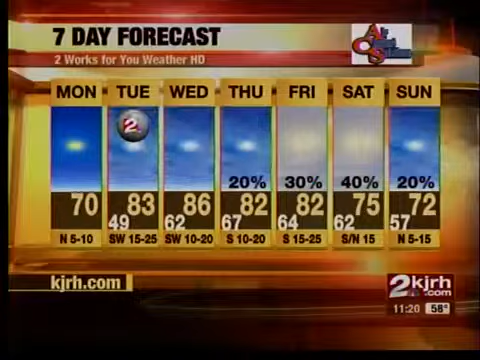 7 DAY FORECAST
2 Works for You Weather HD
MON TUE WED THU FRI SAT SUN
2
20% 30% 40% 20%
70 83 86 82 82 75 72
49 62 67 64 62 57
N 5-10 SW 15-25 SW 10-20 S 10-20 S 15-25 S/N 15 N 5-15
kjrh.com
2kjrh.com
11:20 58°